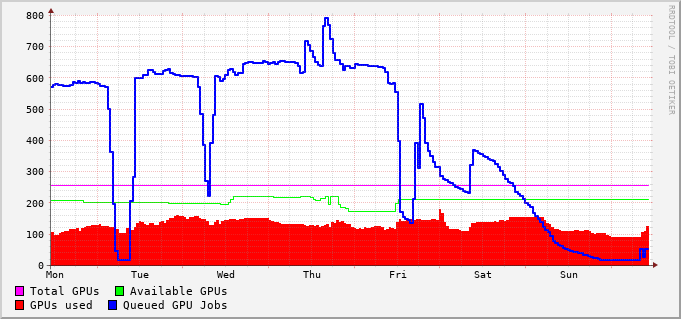 800
700
600
500
400
300
200
100
0
Mon Tue Wed Thu Fri Sat Sun
Total GPUs Available GPUs
GPUs used Queued GPU Jobs
RRDTOOL / TOBI OETIKER